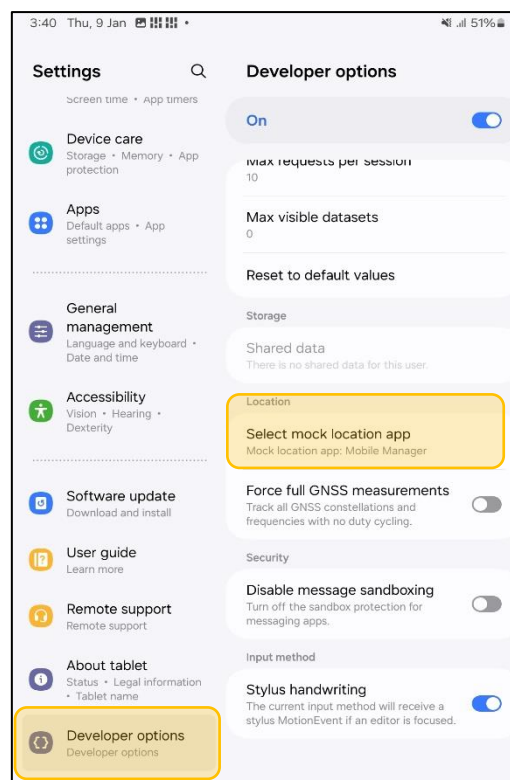 3:40 Thu, 9 Jan
51%
Settings
Screen time • App timers
Device care
Storage • Memory • App
protection
Apps
Default apps • App
settings
General
management
Language and keyboard •
Date and time
Accessibility
Vision • Hearing •
Dexterity
Software update
Download and install
User guide
Learn more
Remote support
Remote support
About tablet
Status • Legal information
• Tablet name
Developer options
Developer options
Developer options
On
Max requests per session
10
Max visible datasets
0
Reset to default values
Storage
Shared data
There is no shared data for this user.
Location
Select mock location app
Mock location app: Mobile Manager
Force full GNSS measurements
Track all GNSS constellations and
frequencies with no duty cycling.
Security
Disable message sandboxing
Turn off the sandbox protection for
messaging apps.
Input method
Stylus handwriting
The current input method will receive a
stylus MotionEvent if an editor is focused.